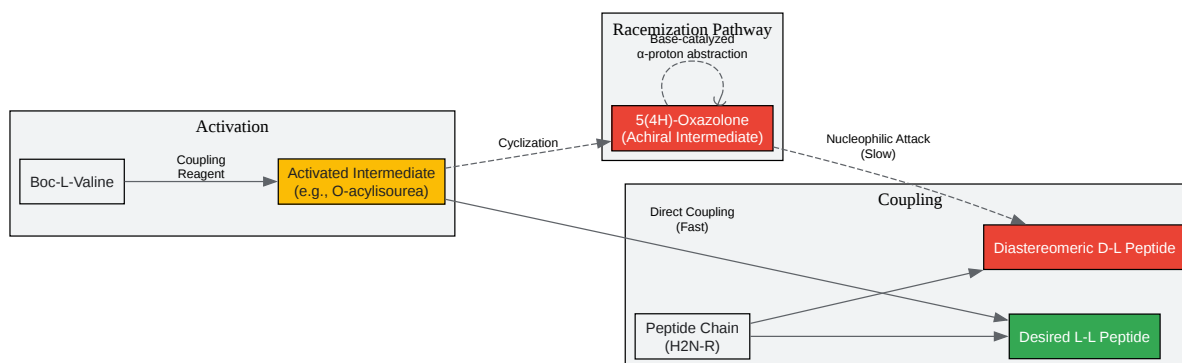 Racemization Pathway
Base-catalyzed
α-proton abstraction
5(4H)-Oxazolone
(Achiral Intermediate)
Activation
Boc-L-Valine
Coupling
Reagent
Activated Intermediate
(e.g., O-acylisourea)
Cyclization
Nucleophilic Attack
(Slow)
Coupling
Direct Coupling
(Fast)
Diastereomeric D-L Peptide
Peptide Chain
(H2N-R)
Desired L-L Peptide